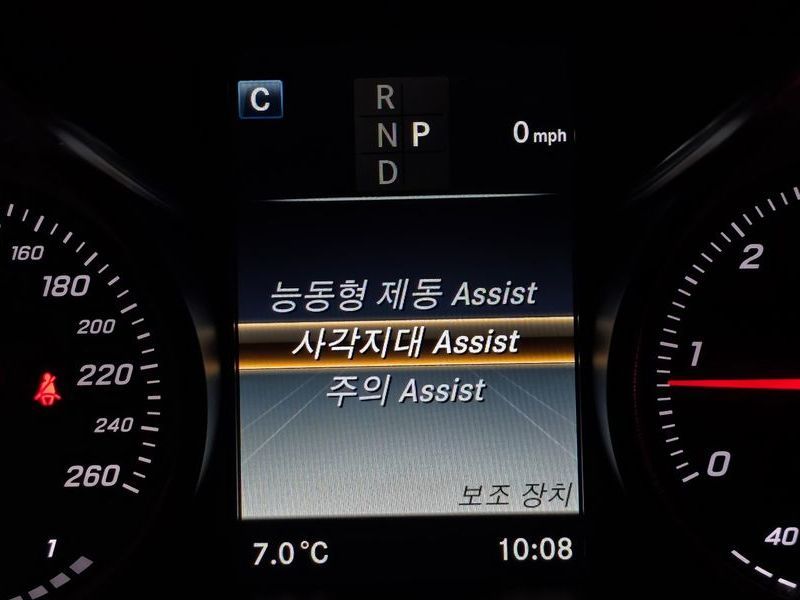 C
R
N P
D
0 mph
능동형 제동 Assist
사각지대 Assist
주의 Assist
보조 장치
7.0°C
10:08
160
180
200
220
240
260
1
2
1
0
40